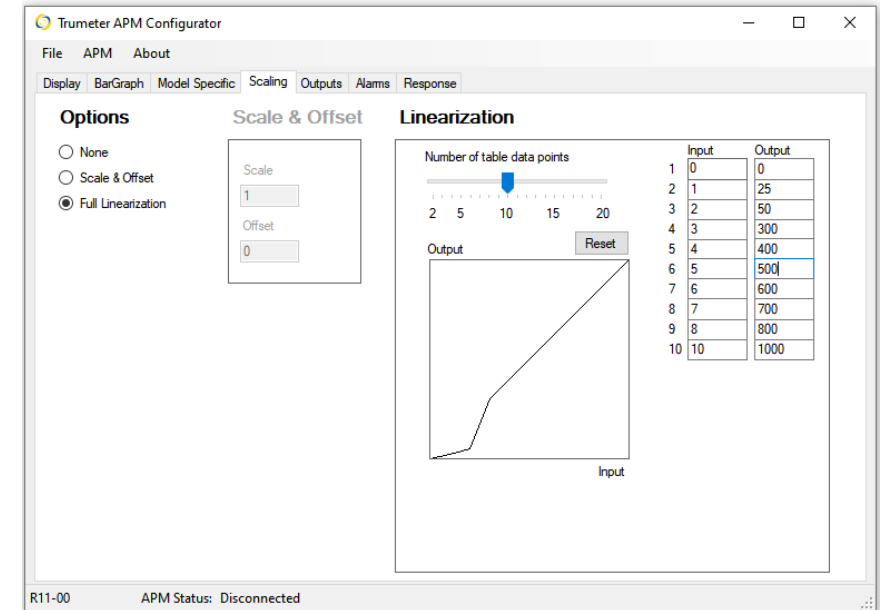 Trumeter APM Configurator
File APM About
Display BarGraph Model Specific Scaling Outputs Alarms Response
Options
None
Scale & Offset
Full Linearization
Scale & Offset
Scale
1
Offset
0
Linearization
Number of table data points
2 5 10 15 20
Reset
Output
Input
Input Output
1 0 0
2 1 25
3 2 50
4 3 300
5 4 400
6 5 500
7 6 600
8 7 700
9 8 800
10 10 1000
R11-00 APM Status: Disconnected